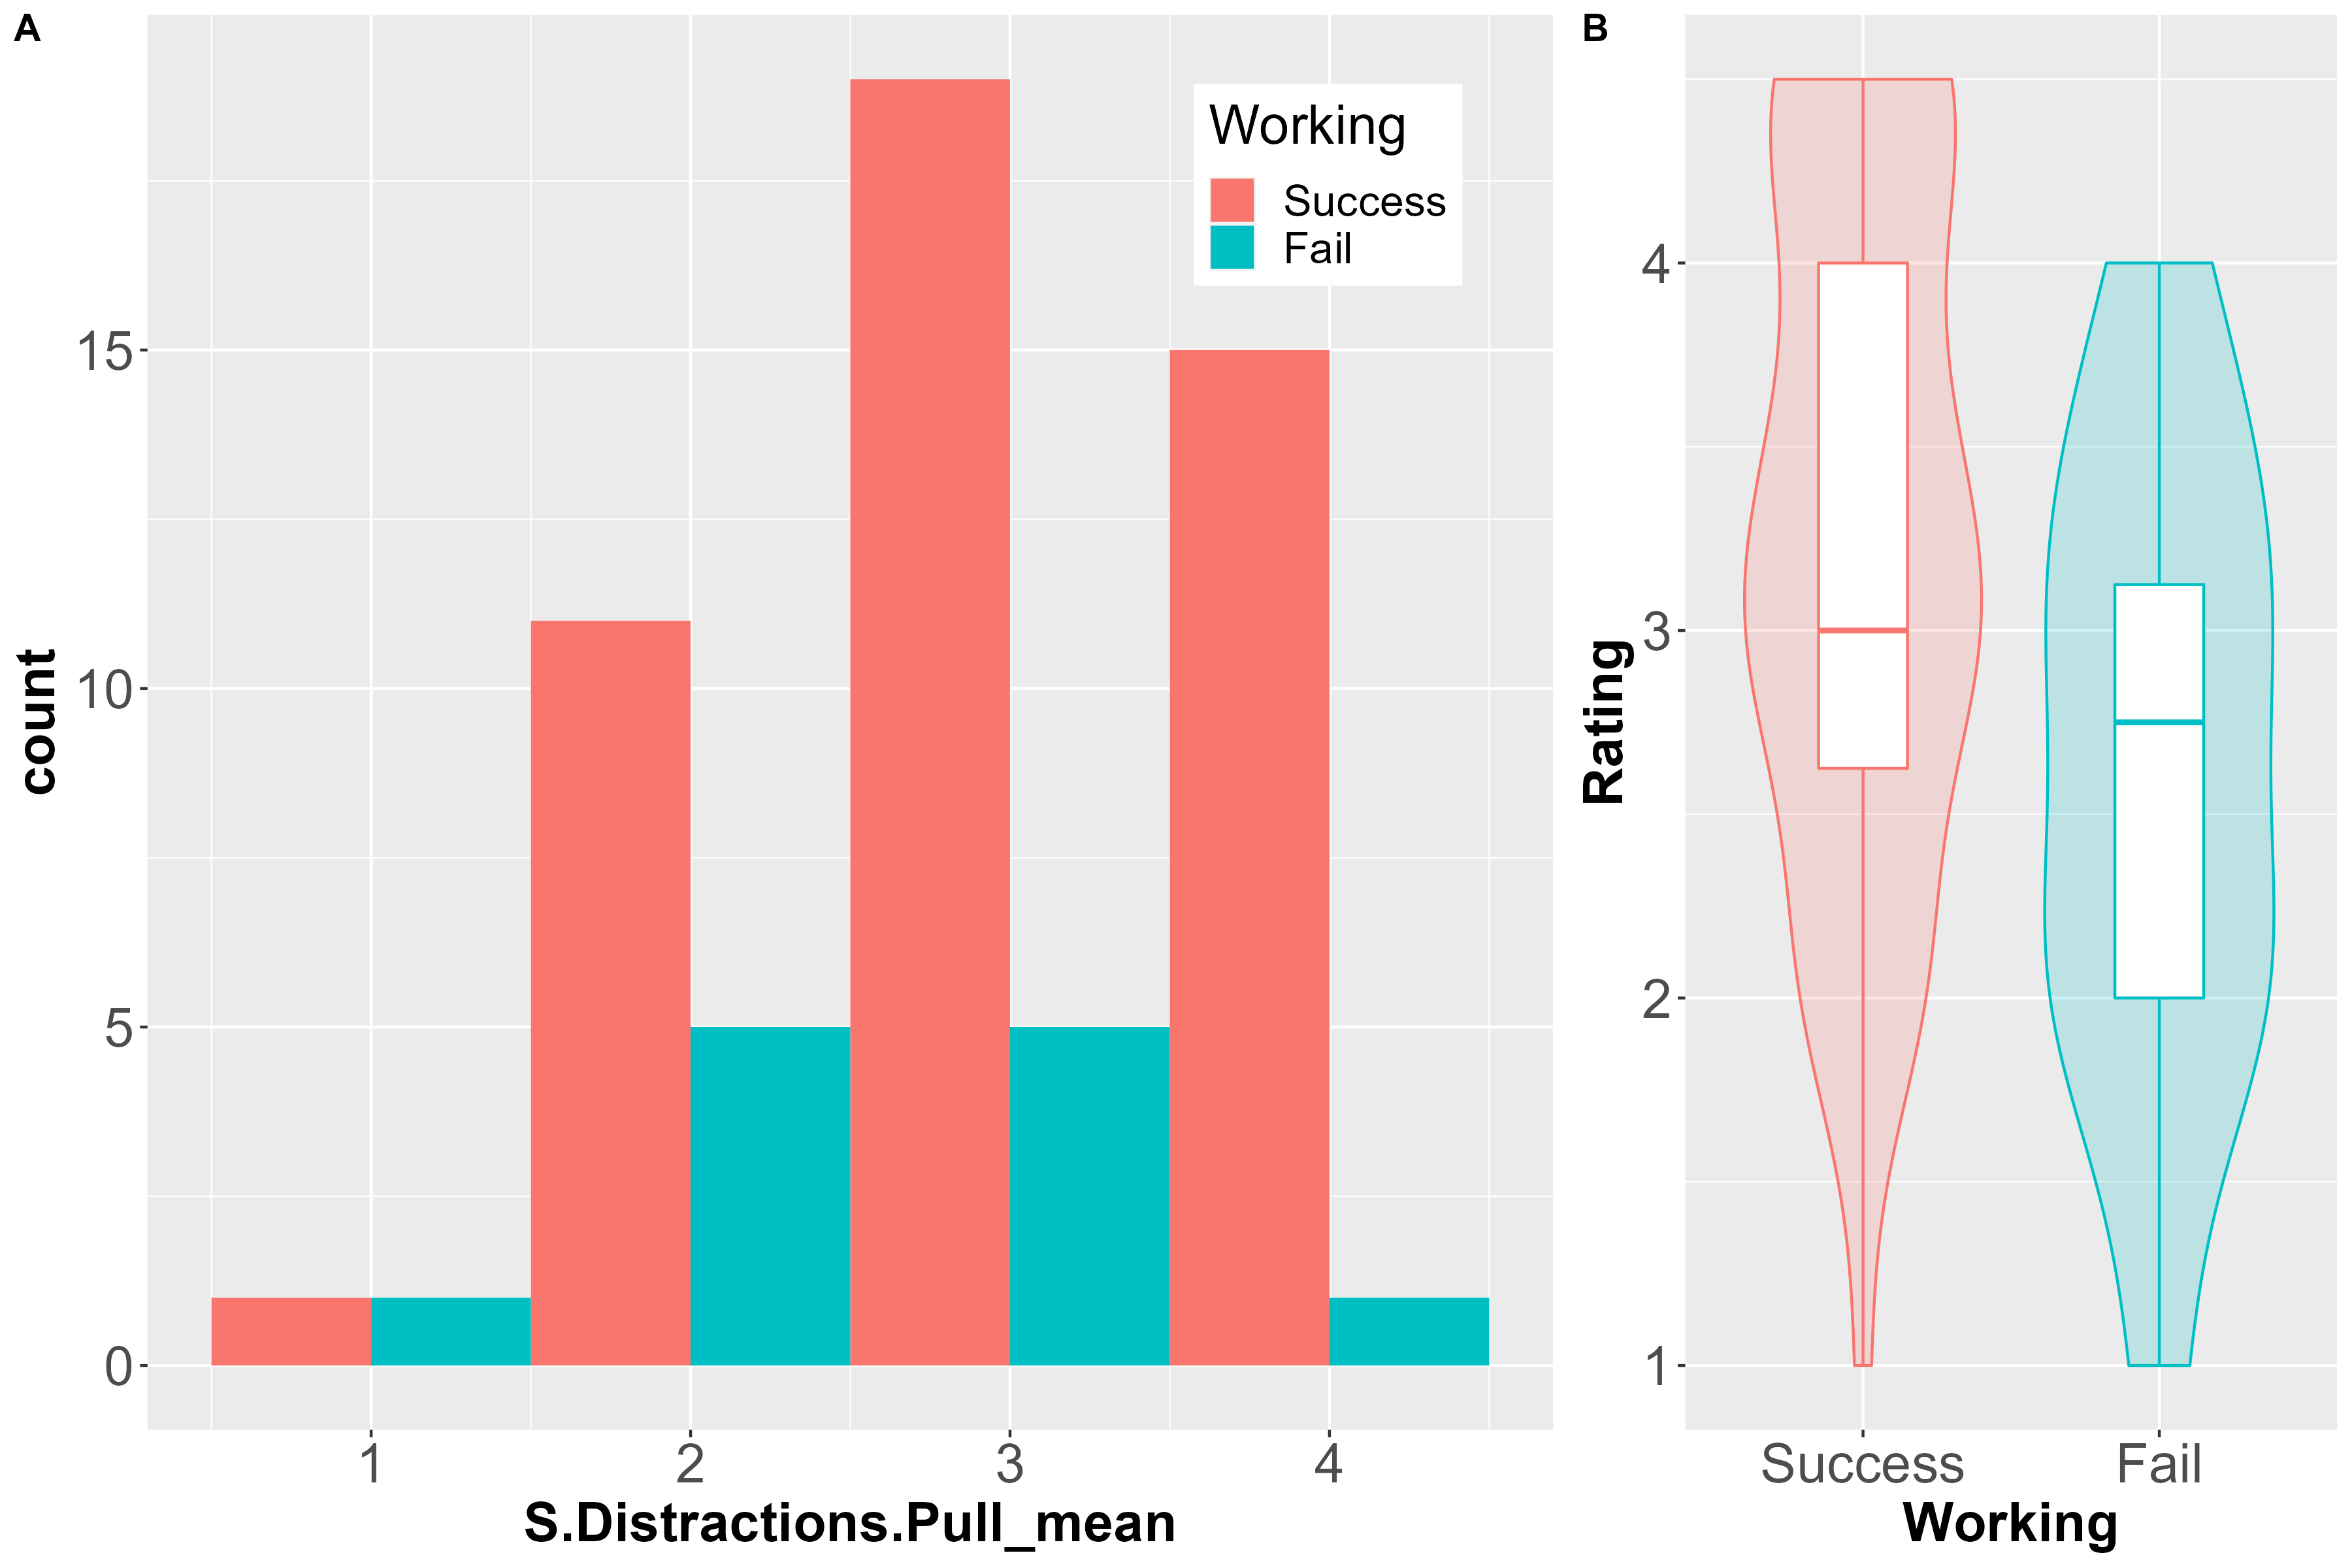 A
count
15
10
5
0
1 2 3 4
S.Distractions.Pull_mean
Working
Success
Fail
B
Rating
4
3
2
1
Success Fail
Working